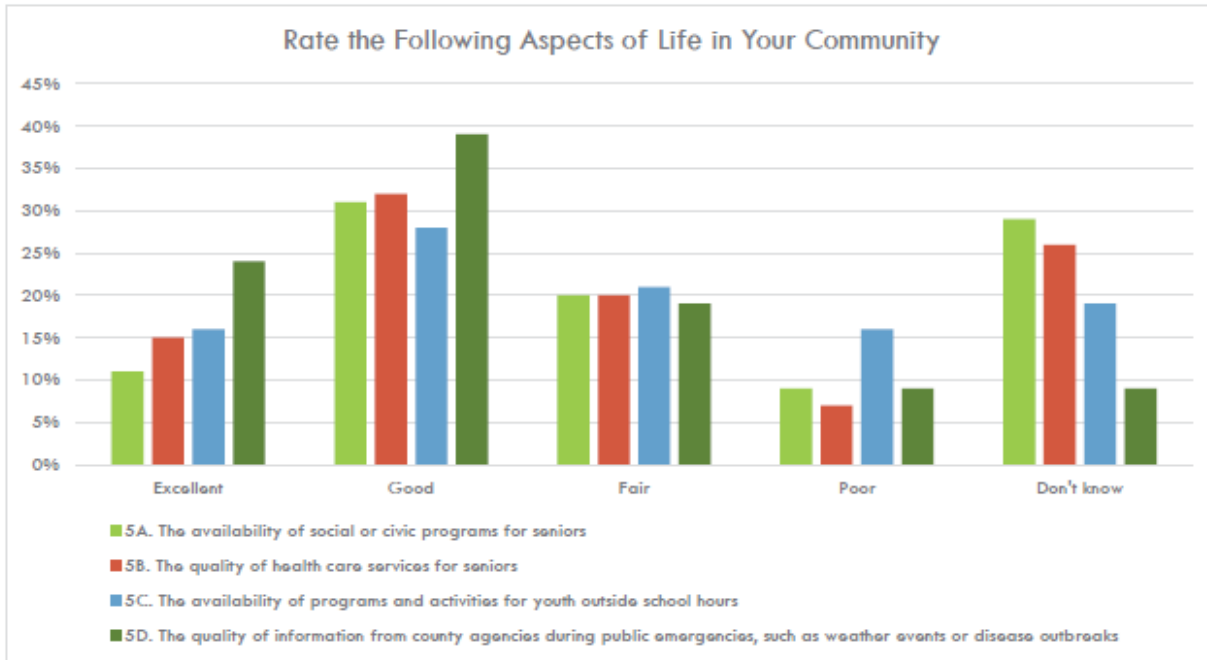 Rate the Following Aspects of Life in Your Community
45%
40%
35%
30%
25%
20%
15%
10%
5%
0%
Excellent Good Fair Poor Don't know
5A. The availability of social or civic programs for seniors
5B. The quality of health care services for seniors
5C. The availability of programs and activities for youth outside school hours
5D. The quality of information from county agencies during public emergencies, such as weather events or disease outbreaks